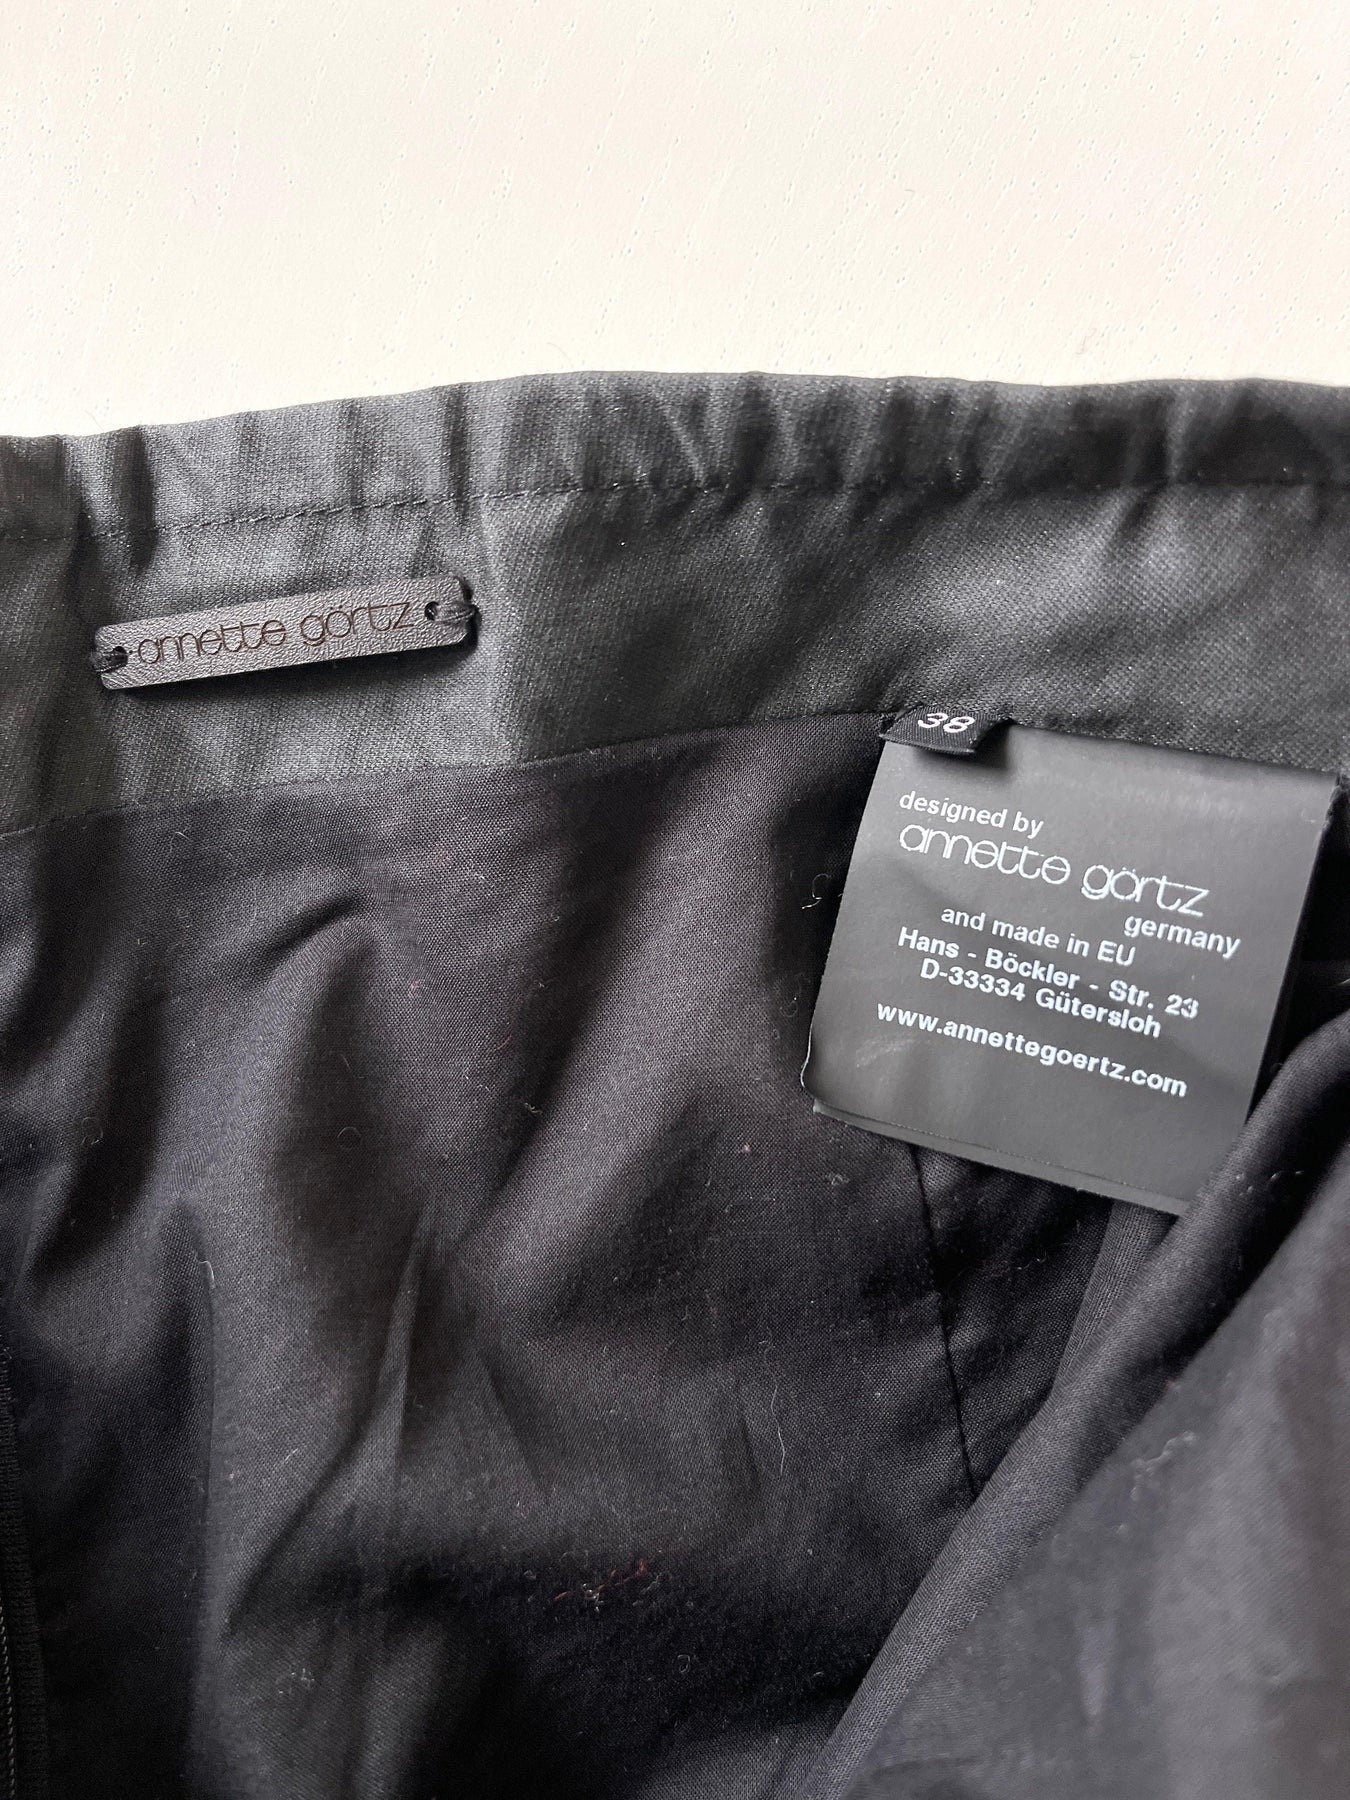 annette görtz
38
designed by
annette görtz
germany
and made in EU
Hans - Böckler - Str. 23
D-33334 Gütersloh
www.annettegoertz.com